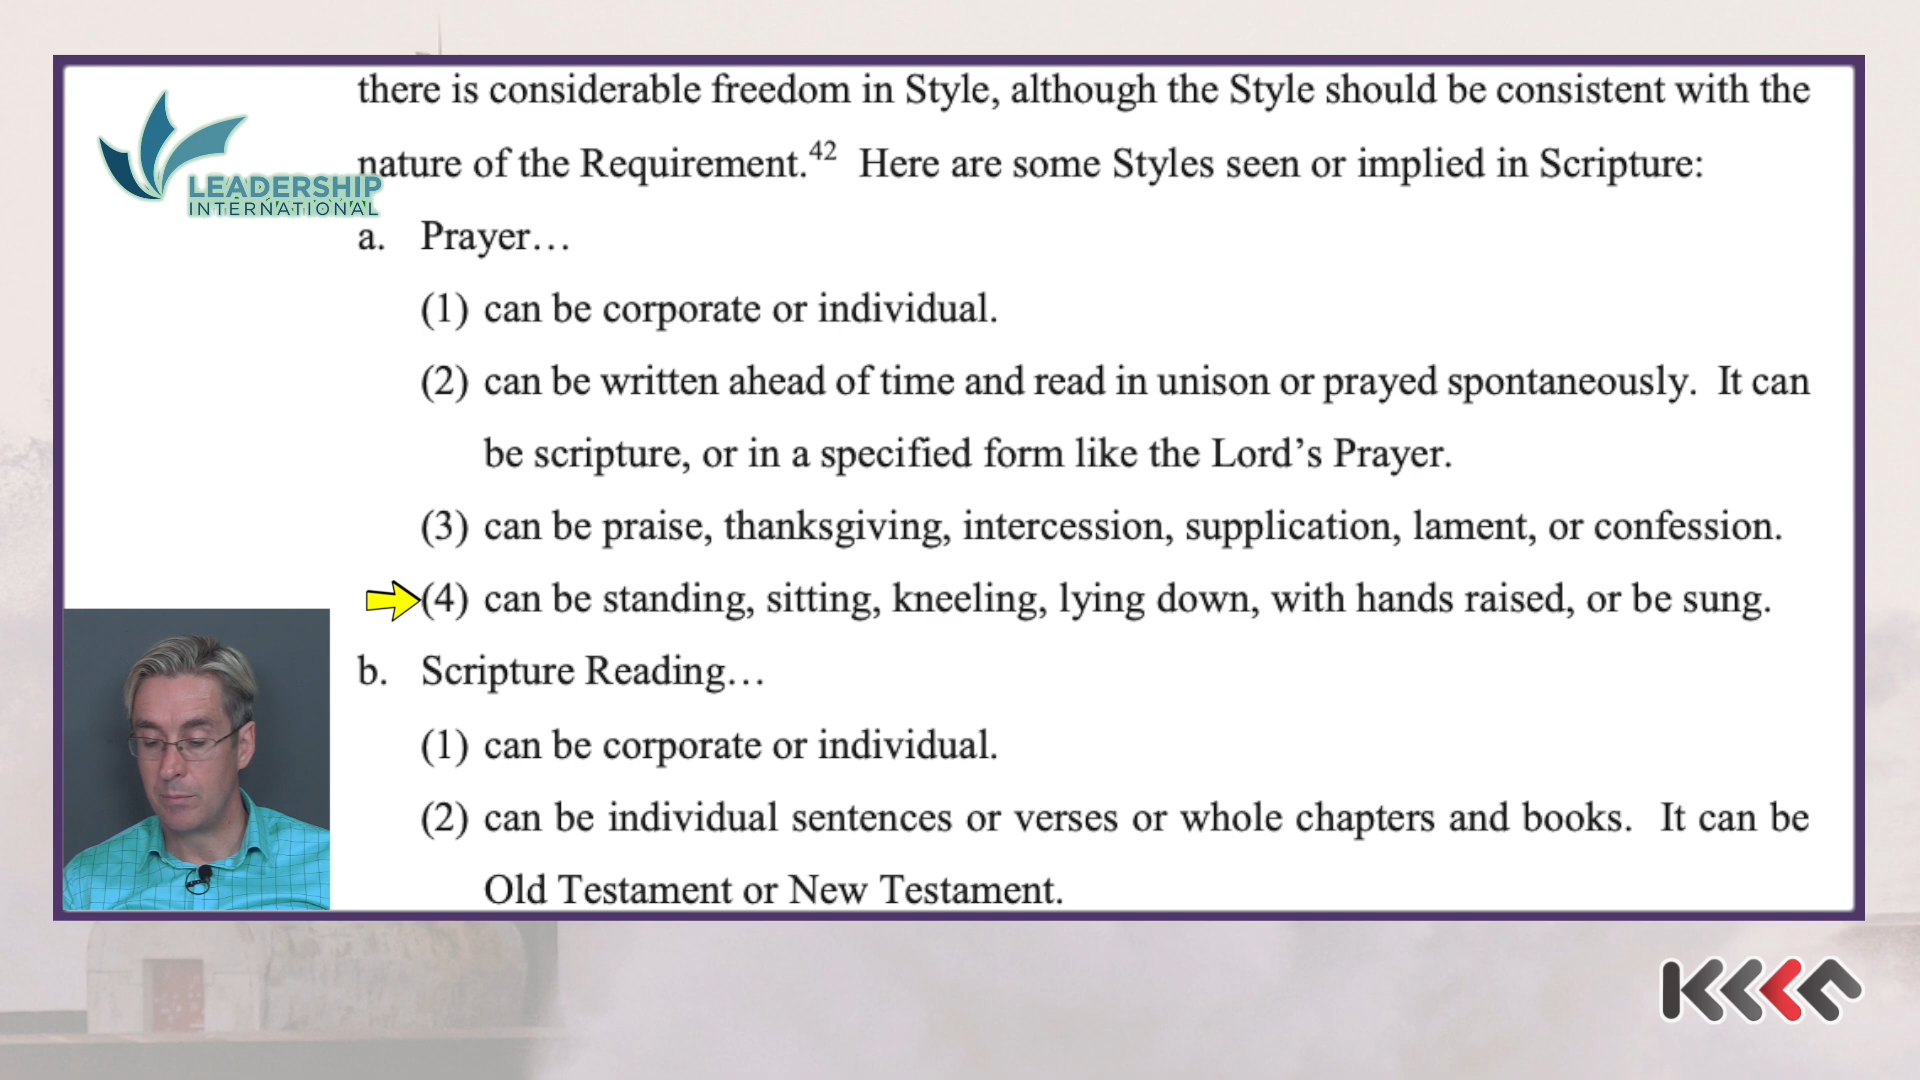 there is considerable freedom in Style, although the Style should be consistent with the
nature of the Requirement.42 Here are some Styles seen or implied in Scripture:
LEADERSHIP
INTERNATIONAL
a. Prayer…
(1) can be corporate or individual.
(2) can be written ahead of time and read in unison or prayed spontaneously. It can
be scripture, or in a specified form like the Lord’s Prayer.
(3) can be praise, thanksgiving, intercession, supplication, lament, or confession.
(4) can be standing, sitting, kneeling, lying down, with hands raised, or be sung.
b. Scripture Reading…
(1) can be corporate or individual.
(2) can be individual sentences or verses or whole chapters and books. It can be
Old Testament or New Testament.